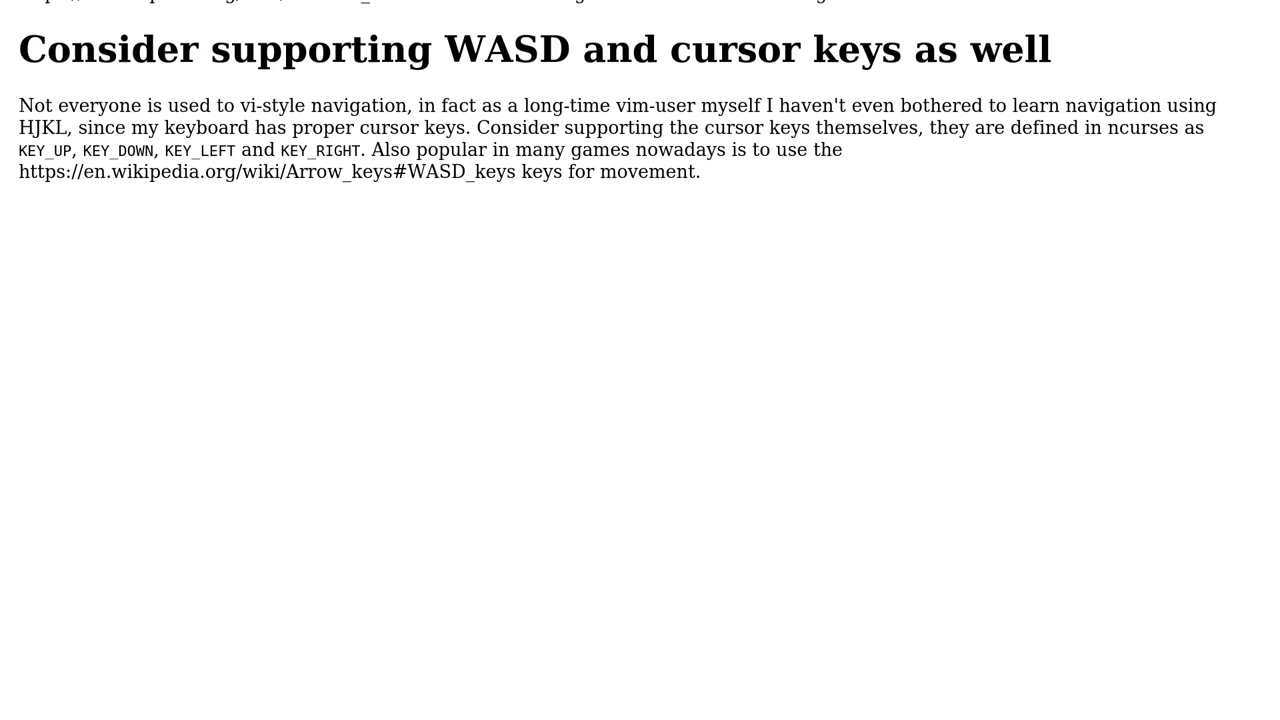 Consider supporting WASD and cursor keys as well
Not everyone is used to vi-style navigation, in fact as a long-time vim-user myself I haven't even bothered to learn navigation using
HJKL, since my keyboard has proper cursor keys. Consider supporting the cursor keys themselves, they are defined in ncurses as
KEY_UP, KEY_DOWN, KEY_LEFT and KEY_RIGHT. Also popular in many games nowadays is to use the
https://en.wikipedia.org/wiki/Arrow_keys#WASD_keys keys for movement.